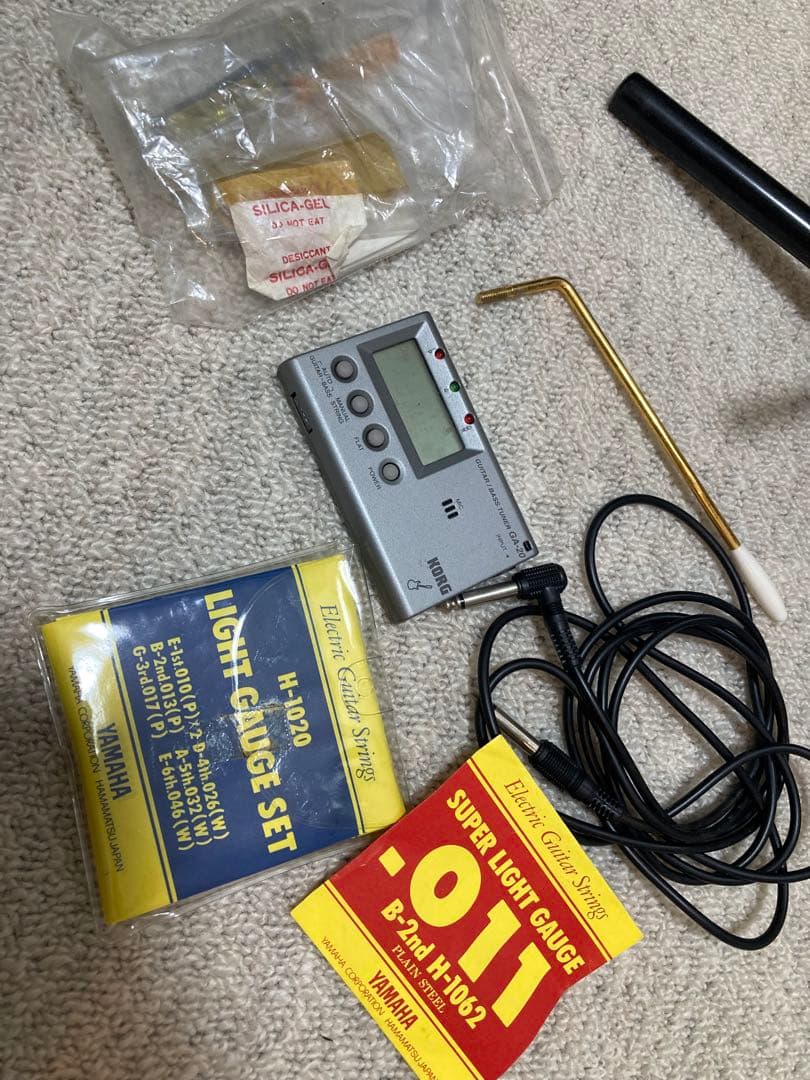 SILICA-GEL
DO NOT EAT
DESICCANT
SILICA-G
DO NOT EA
AUTO
GUITAR BASS
MANUAL
STRING
FLAT
POWER
MIC
GUITAR / BASS TUNER GA-20
INPUT
KORG
Electric Guitar Strings
H-1020
LIGHT GAUGE SET
E-1st.010(P)×2 D-4th.026(W)
B-2nd.013(P) A-5th.032(W)
G-3rd.017(P) E-6th.046(W)
YAMAHA
YAMAHA CORPORATION HAMAMATSU JAPAN
Electric Guitar Strings
SUPER LIGHT GAUGE
.011
B-2nd H-1062
PLAIN STEEL
YAMAHA
YAMAHA CORPORATION HAMAMATSU JAPAN